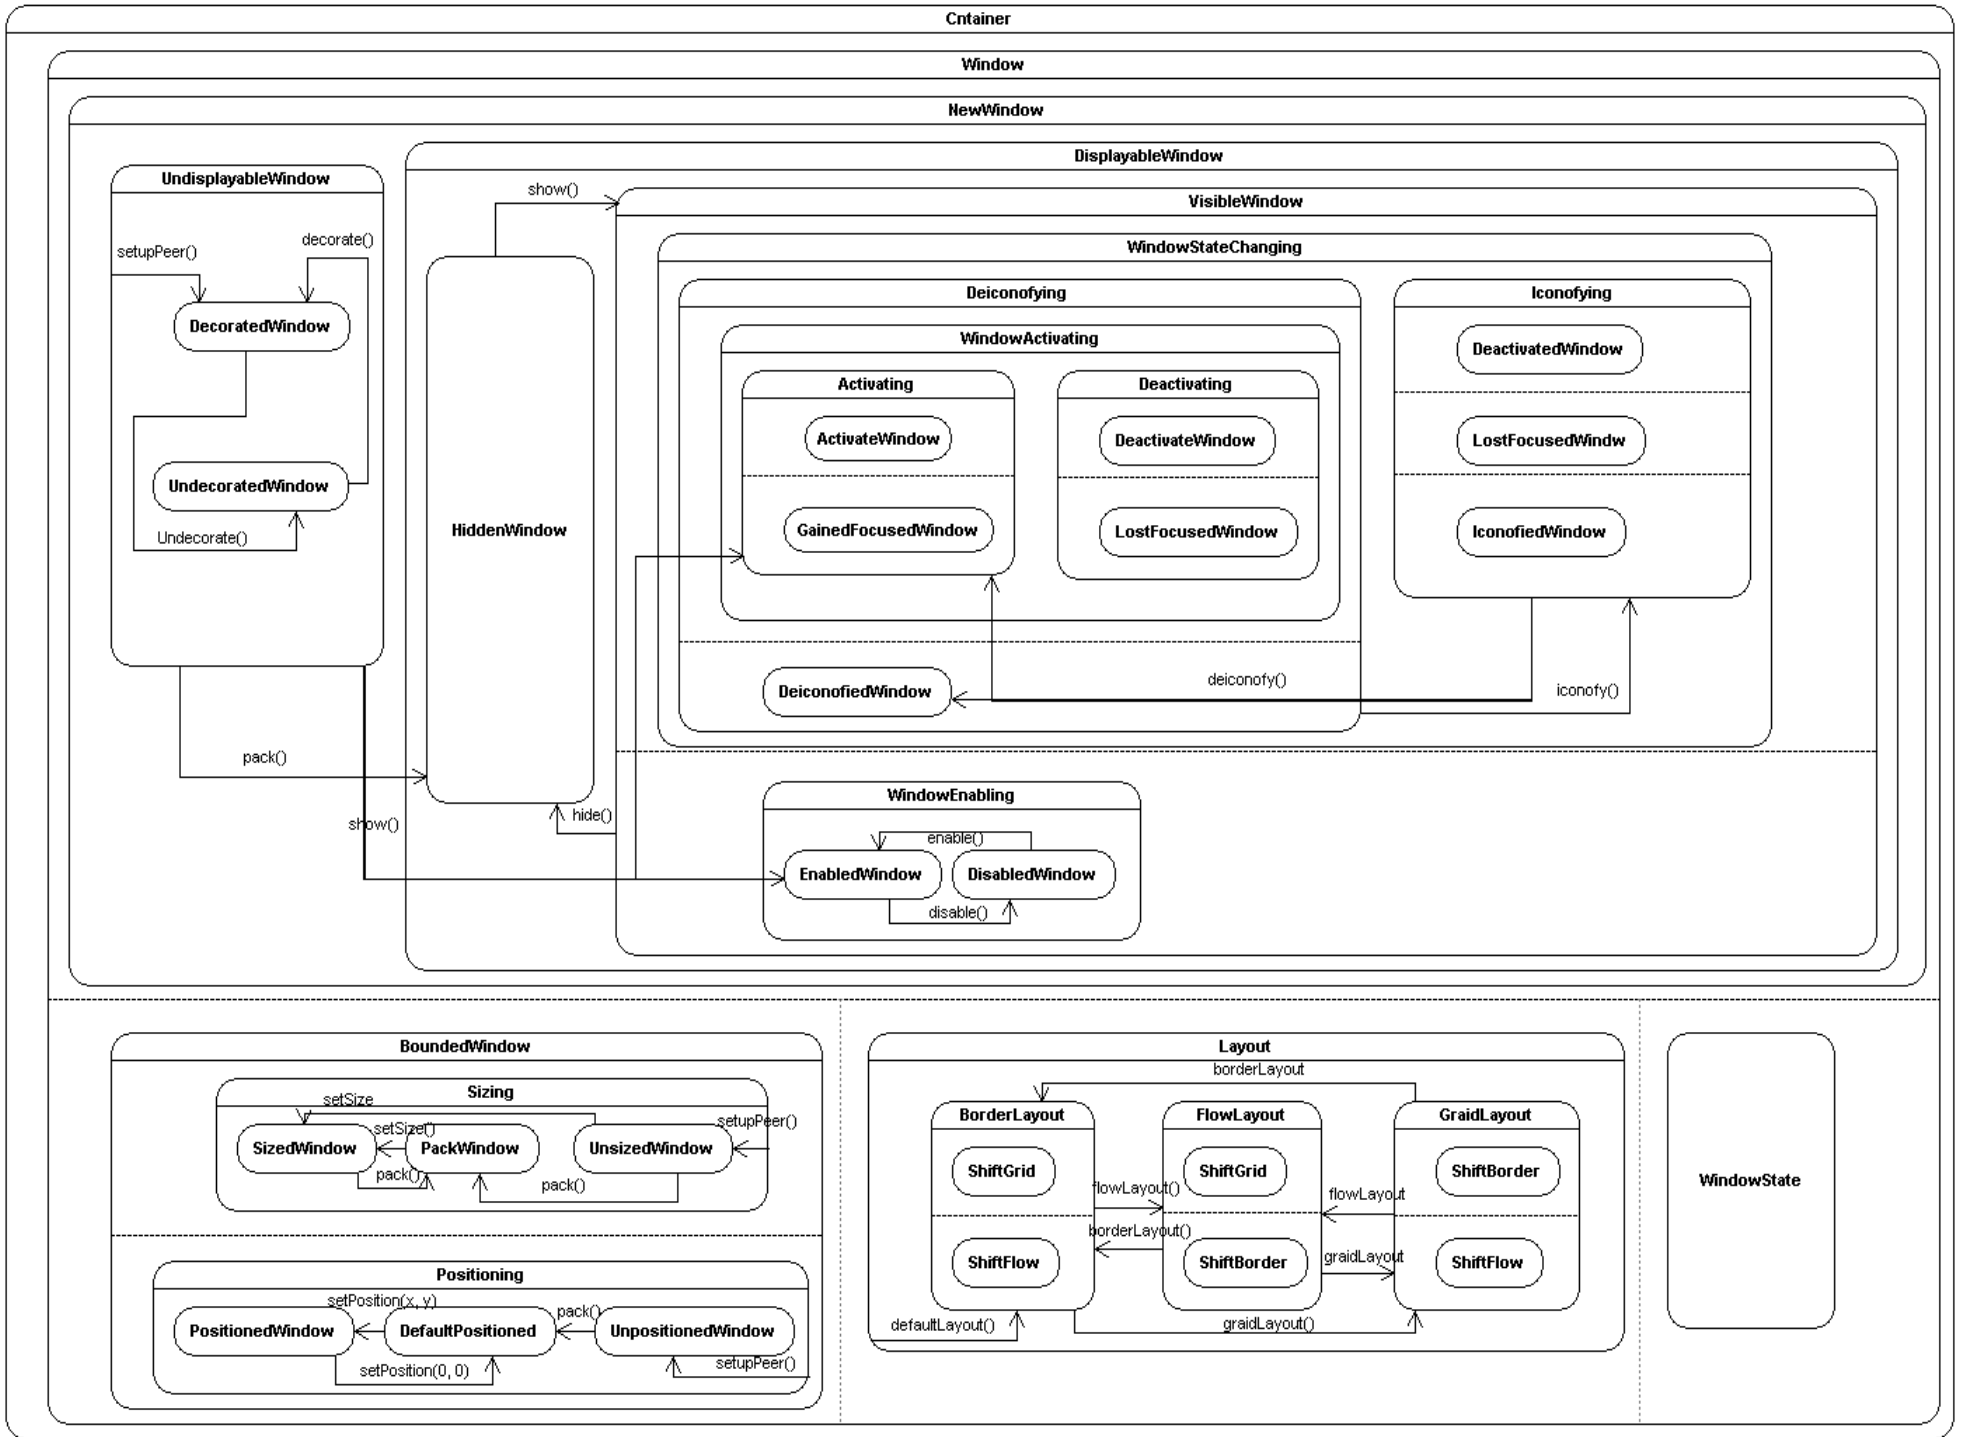 Cntainer
Window
NewWindow
DisplayableWindow
UndisplayableWindow
show()
VisibleWindow
setupPeer()
decorate()
WindowStateChanging
Deiconofying
Iconofying
DecoratedWindow
WindowActivating
DeactivatedWindow
Activating
Deactivating
ActivateWindow
DeactivateWindow
LostFocusedWindw
UndecoratedWindow
Undecorate()
HiddenWindow
GainedFocusedWindow
LostFocusedWindow
IconofiedWindow
DeiconofiedWindow
deiconofy()
iconofy()
pack()
show()
hide()
WindowEnabling
enable()
EnabledWindow
DisabledWindow
disable()
BoundedWindow
Layout
borderLayout
Sizing
setSize
setSize()
setupPeer()
SizedWindow
PackWindow
UnsizedWindow
pack()
pack()
BorderLayout
FlowLayout
GraidLayout
ShiftGrid
ShiftGrid
ShiftBorder
flowLayout()
flowLayout
borderLayout()
graidLayout
ShiftFlow
ShiftBorder
ShiftFlow
WindowState
Positioning
setPosition(x, y)
pack()
PositionedWindow
DefaultPositioned
UnpositionedWindow
setPosition(0, 0)
setupPeer()
defaultLayout()
graidLayout()